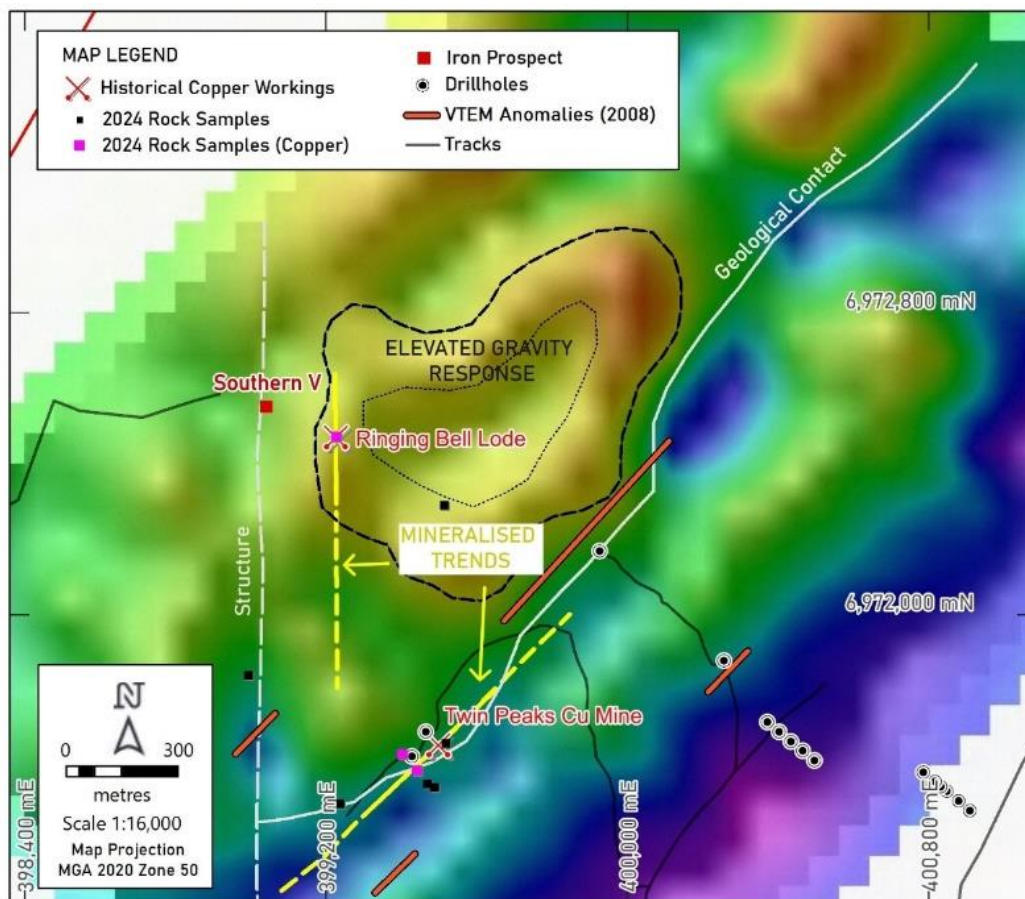 MAP LEGEND
Historical Copper Workings
2024 Rock Samples
2024 Rock Samples (Copper)
Iron Prospect
Drillholes
VTEM Anomalies (2008)
Tracks
Geological Contact
6,972,800 mN
ELEVATED GRAVITY
RESPONSE
Southern V
Ringing Bell Lode
MINERALISED
TRENDS
Structure
6,972,000 mN
Twin Peaks Cu Mine
N
0 300
metres
Scale 1:16,000
Map Projection
MGA 2020 Zone 50
398,400 mE
399,200 mE
400,000 mE
400,800 mE